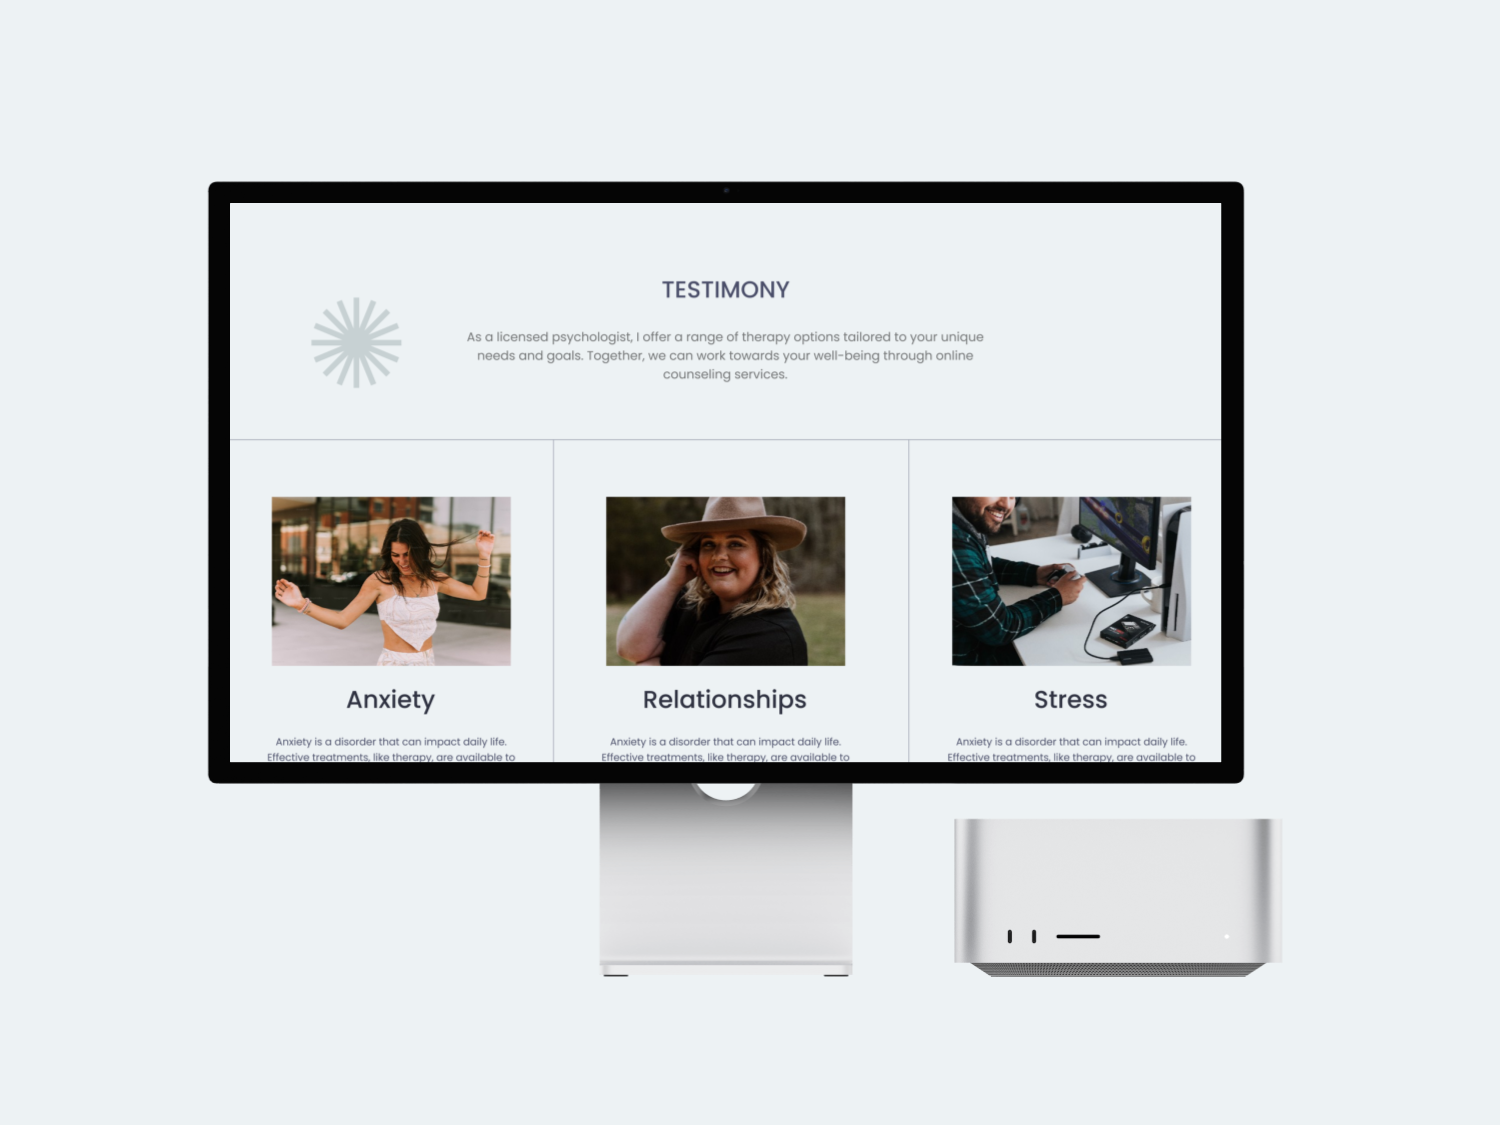 TESTIMONY
As a licensed psychologist, I offer a range of therapy options tailored to your unique
needs and goals. Together, we can work towards your well-being through online
counseling services.
Anxiety
Anxiety is a disorder that can impact daily life.
Effective treatments, like therapy, are available to
Relationships
Anxiety is a disorder that can impact daily life.
Effective treatments, like therapy, are available to
Stress
Anxiety is a disorder that can impact daily life.
Effective treatments, like therapy, are available to